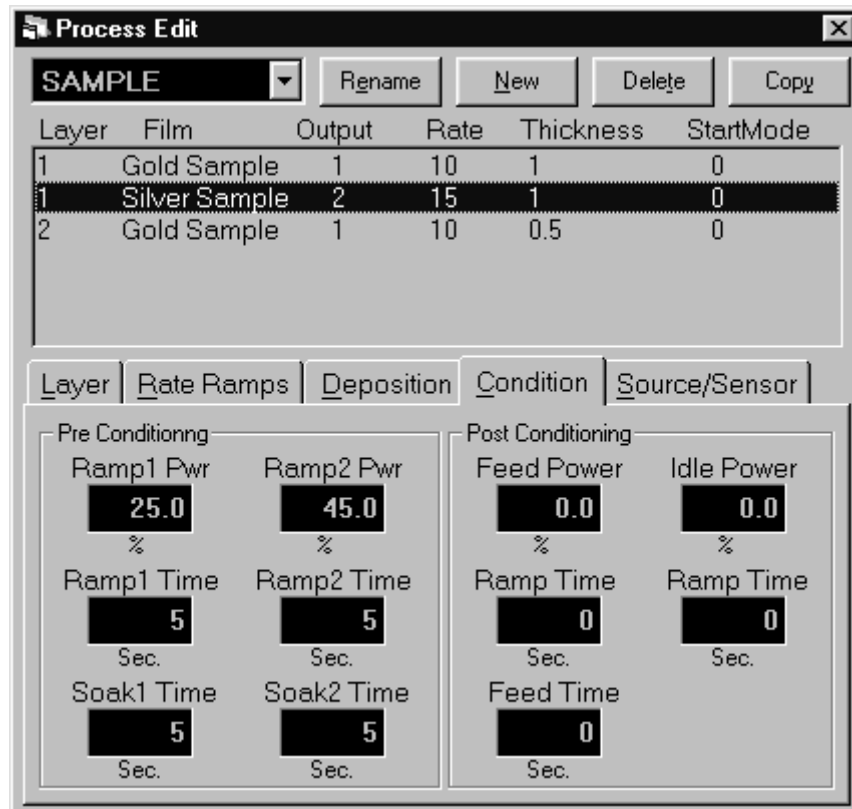 Process Edit
SAMPLE Rename New Delete Copy
Layer Film Output Rate Thickness StartMode
1 Gold Sample 1 10 1 0
1 Silver Sample 2 15 1 0
2 Gold Sample 1 10 0.5 0
Layer Rate Ramps Deposition Condition Source/Sensor
Pre Conditionng
Ramp1 Pwr Ramp2 Pwr
25.0 45.0
% %
Ramp1 Time Ramp2 Time
5 5
Sec. Sec.
Soak1 Time Soak2 Time
5 5
Sec. Sec.
Post Conditioning
Feed Power Idle Power
0.0 0.0
% %
Ramp Time Ramp Time
0 0
Sec. Sec.
Feed Time
0
Sec.